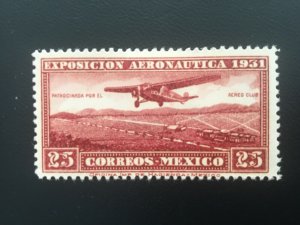 EXPOSICION AERONAUTICA 1931
PATROCINADA POR EL AEREO CLUB
25 CORREOS-MEXICO 25